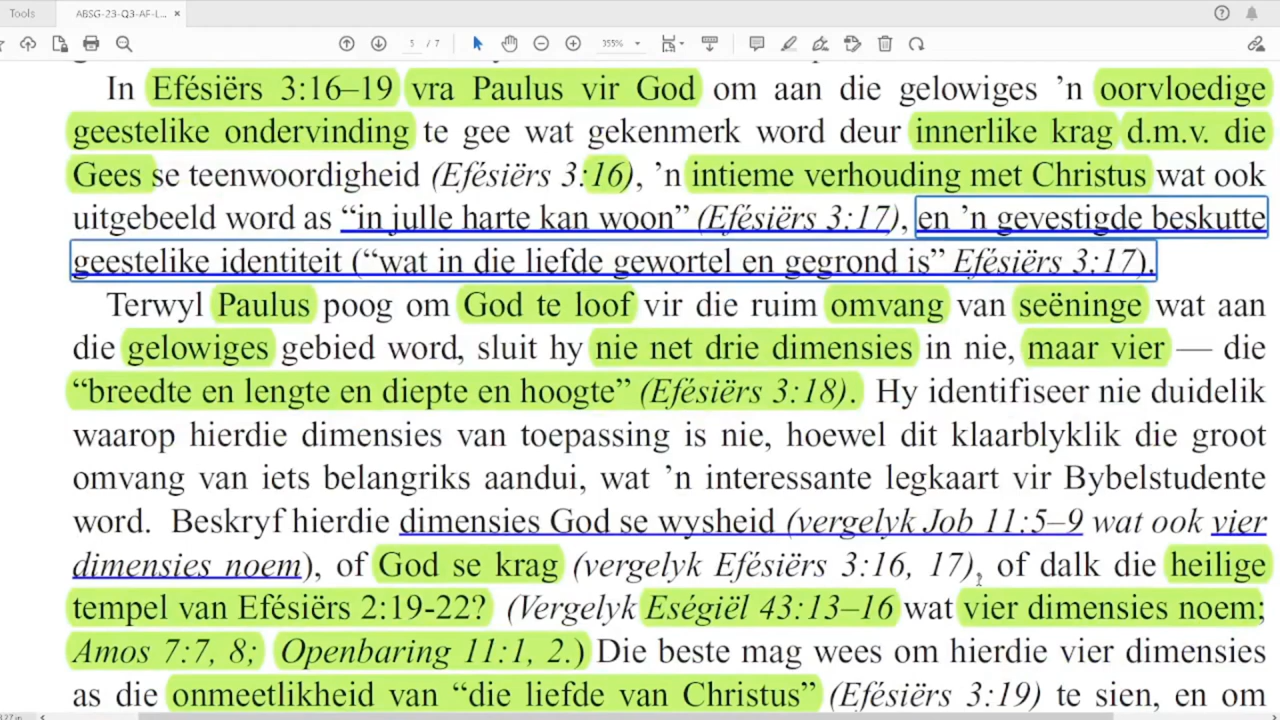 Tools
ABSG-23-Q3-AF-L... ×
5 / 7
355%
In Efésiërs 3:16–19 vra Paulus vir God om aan die gelowiges ’n oorvloedige
geestelike ondervinding te gee wat gekenmerk word deur innerlike krag d.m.v. die
Gees se teenwoordigheid (Efésiërs 3:16), ’n intieme verhouding met Christus wat ook
uitgebeeld word as “in julle harte kan woon” (Efésiërs 3:17), en ’n gevestigde beskutte
geestelike identiteit (“wat in die liefde gewortel en gegrond is” Efésiërs 3:17).
Terwyl Paulus poog om God te loof vir die ruim omvang van seëninge wat aan
die gelowiges gebied word, sluit hy nie net drie dimensies in nie, maar vier — die
“breedte en lengte en diepte en hoogte” (Efésiërs 3:18). Hy identifiseer nie duidelik
waarop hierdie dimensies van toepassing is nie, hoewel dit klaarblyklik die groot
omvang van iets belangriks aandui, wat ’n interessante legkaart vir Bybelstudente
word. Beskryf hierdie dimensies God se wysheid (vergelyk Job 11:5–9 wat ook vier
dimensies noem), of God se krag (vergelyk Efésiërs 3:16, 17), of dalk die heilige
tempel van Efésiërs 2:19-22? (Vergelyk Eségiël 43:13–16 wat vier dimensies noem;
Amos 7:7, 8; Openbaring 11:1, 2.) Die beste mag wees om hierdie vier dimensies
as die onmeetlikheid van “die liefde van Christus” (Efésiërs 3:19) te sien, en om